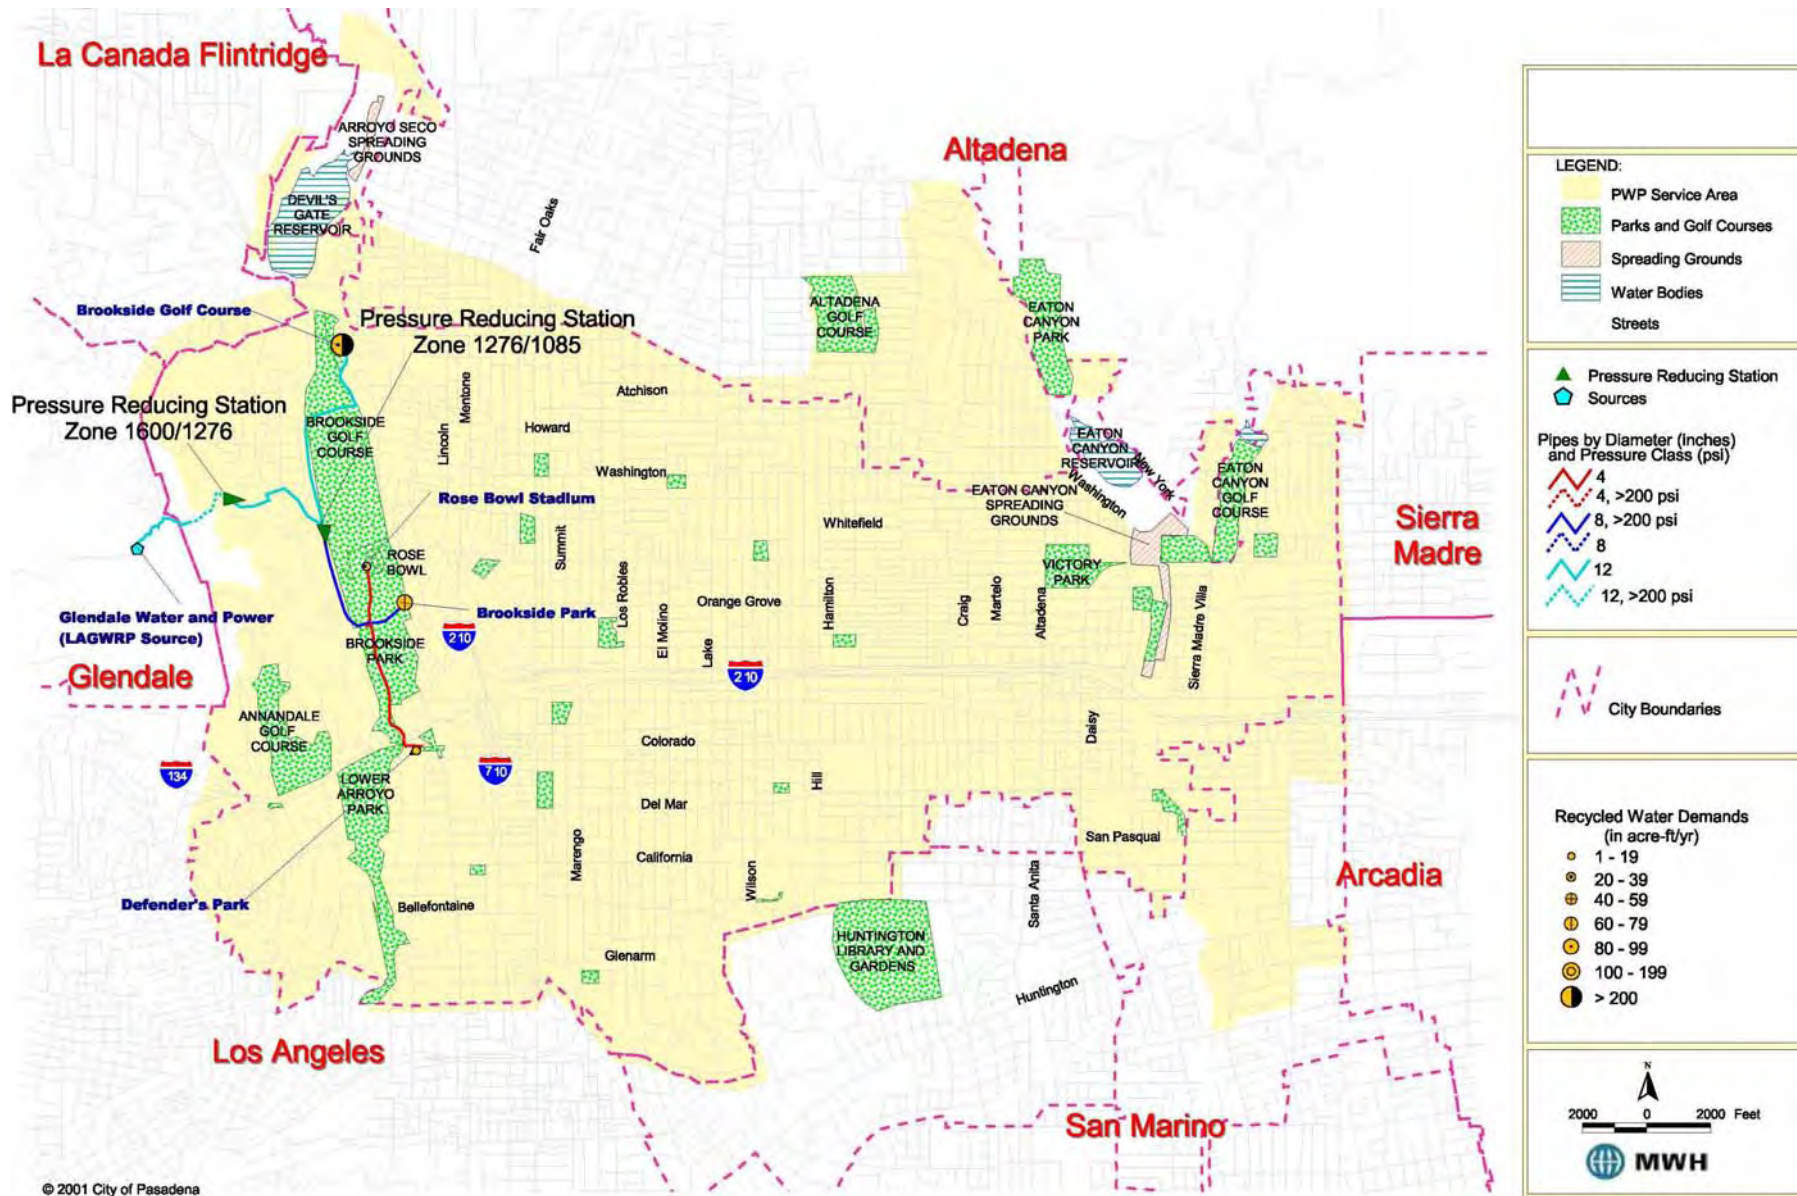 La Canada Flintridge
ARROYO SECO
SPREADING
GROUNDS
Altadena
DEVIL'S
GATE
RESERVOIR
Fair Oaks
Brookside Golf Course
Pressure Reducing Station
Zone 1276/1085
ALTADENA
GOLF
COURSE
EATON
CANYON
PARK
Pressure Reducing Station
Zone 1600/1276
BROOKSIDE
GOLF
COURSE
Lincoln
Mentone
Atchison
Howard
Washington
EATON
CANYON
RESERVOIR
New York
Washington
EATON CANYON
SPREADING
GROUNDS
EATON
CANYON
GOLF
COURSE
Sierra
Madre
Rose Bowl Stadium
Summit
Whitefield
ROSE
BOWL
VICTORY
PARK
Los Robles
El Molino
Lake
Orange Grove
Hamilton
Craig
Martelo
Altadena
Sierra Madre Villa
Glendale Water and Power
(LAGWRP Source)
Brookside Park
210
BROOKSIDE
PARK
210
Glendale
ANNANDALE
GOLF
COURSE
Colorado
Daisy
134
710
LOWER
ARROYO
PARK
Hill
Del Mar
San Pasqual
Marengo
California
Wilson
Santa Anita
Arcadia
Defender's Park
Bellefontaine
Glenarm
HUNTINGTON
LIBRARY AND
GARDENS
Huntington
Los Angeles
San Marino
© 2001 City of Pasadena
LEGEND:
PWP Service Area
Parks and Golf Courses
Spreading Grounds
Water Bodies
Streets
Pressure Reducing Station
Sources
Pipes by Diameter (inches)
and Pressure Class (psi)
4
4, >200 psi
8, >200 psi
8
12
12, >200 psi
City Boundaries
Recycled Water Demands
(in acre-ft/yr)
1 - 19
20 - 39
40 - 59
60 - 79
80 - 99
100 - 199
> 200
N
2000 0 2000 Feet
MWH